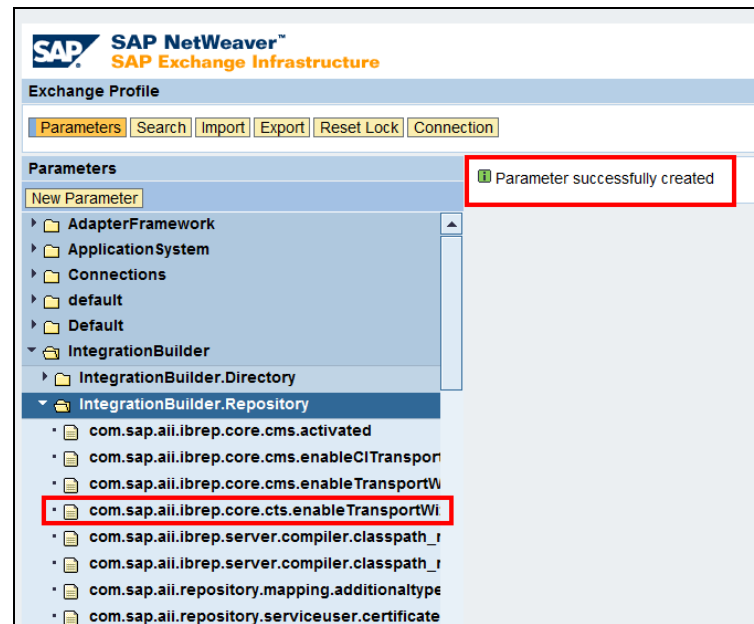 SAP SAP NetWeaver™
SAP Exchange Infrastructure
Exchange Profile
Parameters Search Import Export Reset Lock Connection
Parameters
Parameter successfully created
New Parameter
AdapterFramework
ApplicationSystem
Connections
default
Default
IntegrationBuilder
IntegrationBuilder.Directory
IntegrationBuilder.Repository
com.sap.aii.ibrep.core.cms.activated
com.sap.aii.ibrep.core.cms.enableClTransport
com.sap.aii.ibrep.core.cms.enableTransportW
com.sap.aii.ibrep.core.cts.enableTransportWi
com.sap.aii.ibrep.server.compiler.classpath_r
com.sap.aii.ibrep.server.compiler.classpath_r
com.sap.aii.repository.mapping.additionaltype
com.sap.aii.repository.serviceuser.certificate